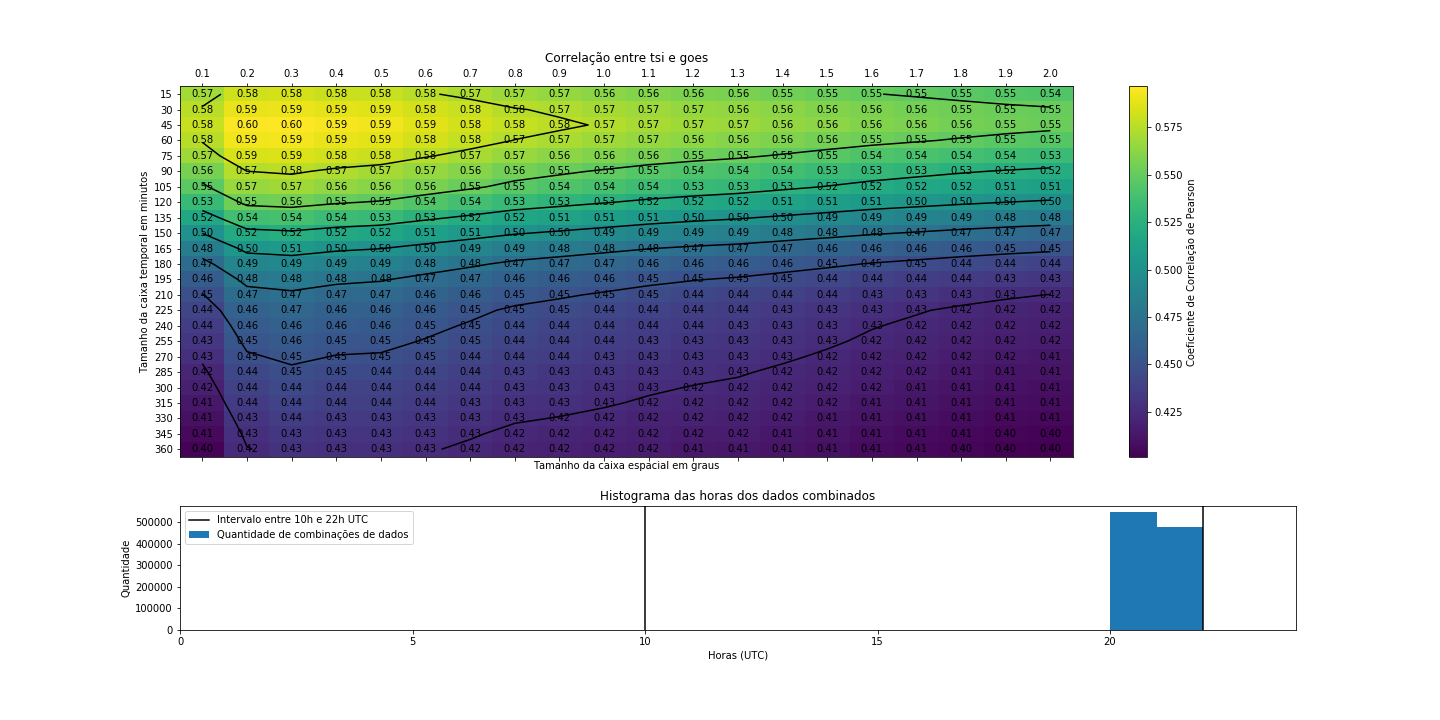 Correlação entre tsi e goes
0.1 0.2 0.3 0.4 0.5 0.6 0.7 0.8 0.9 1.0 1.1 1.2 1.3 1.4 1.5 1.6 1.7 1.8 1.9 2.0
15 0.57 0.58 0.58 0.58 0.58 0.58 0.57 0.57 0.57 0.56 0.56 0.56 0.56 0.56 0.55 0.55 0.55 0.55 0.55 0.54
30 0.58 0.59 0.59 0.59 0.59 0.58 0.58 0.58 0.57 0.57 0.57 0.57 0.56 0.56 0.56 0.56 0.56 0.55 0.55 0.55
45 0.58 0.60 0.60 0.59 0.59 0.59 0.58 0.58 0.58 0.57 0.57 0.57 0.57 0.56 0.56 0.56 0.56 0.56 0.55 0.55
60 0.58 0.59 0.59 0.59 0.59 0.58 0.58 0.57 0.57 0.57 0.57 0.56 0.56 0.56 0.56 0.55 0.55 0.55 0.55 0.55
75 0.57 0.59 0.59 0.58 0.58 0.58 0.57 0.57 0.56 0.56 0.56 0.55 0.55 0.55 0.55 0.54 0.54 0.54 0.54 0.53
90 0.56 0.57 0.58 0.57 0.57 0.57 0.56 0.56 0.55 0.55 0.55 0.54 0.54 0.54 0.53 0.53 0.53 0.53 0.52 0.52
105 0.55 0.57 0.57 0.56 0.56 0.56 0.55 0.55 0.54 0.54 0.54 0.53 0.53 0.53 0.52 0.52 0.52 0.52 0.51 0.51
120 0.53 0.55 0.56 0.55 0.55 0.54 0.54 0.53 0.53 0.53 0.52 0.52 0.52 0.51 0.51 0.51 0.50 0.50 0.50 0.50
135 0.52 0.54 0.54 0.54 0.53 0.53 0.52 0.52 0.51 0.51 0.51 0.50 0.50 0.50 0.49 0.49 0.49 0.49 0.48 0.48
150 0.50 0.52 0.52 0.52 0.52 0.51 0.51 0.50 0.50 0.49 0.49 0.49 0.49 0.48 0.48 0.48 0.47 0.47 0.47 0.47
165 0.48 0.50 0.51 0.50 0.50 0.50 0.49 0.49 0.48 0.48 0.48 0.47 0.47 0.47 0.46 0.46 0.46 0.46 0.45 0.45
180 0.47 0.49 0.49 0.49 0.49 0.48 0.48 0.47 0.47 0.47 0.46 0.46 0.46 0.46 0.45 0.45 0.45 0.44 0.44 0.44
195 0.46 0.48 0.48 0.48 0.48 0.47 0.47 0.46 0.46 0.46 0.45 0.45 0.45 0.45 0.44 0.44 0.44 0.44 0.43 0.43
210 0.45 0.47 0.47 0.47 0.47 0.46 0.46 0.45 0.45 0.45 0.45 0.44 0.44 0.44 0.44 0.43 0.43 0.43 0.43 0.42
225 0.44 0.46 0.47 0.46 0.46 0.46 0.45 0.45 0.45 0.44 0.44 0.44 0.44 0.43 0.43 0.43 0.43 0.42 0.42 0.42
240 0.44 0.46 0.46 0.46 0.46 0.45 0.45 0.44 0.44 0.44 0.44 0.44 0.43 0.43 0.43 0.43 0.42 0.42 0.42 0.42
255 0.43 0.45 0.46 0.45 0.45 0.45 0.45 0.44 0.44 0.44 0.43 0.43 0.43 0.43 0.43 0.42 0.42 0.42 0.42 0.42
270 0.43 0.45 0.45 0.45 0.45 0.45 0.44 0.44 0.44 0.43 0.43 0.43 0.43 0.43 0.42 0.42 0.42 0.42 0.42 0.41
285 0.42 0.44 0.45 0.45 0.44 0.44 0.44 0.43 0.43 0.43 0.43 0.43 0.43 0.42 0.42 0.42 0.42 0.41 0.41 0.41
300 0.42 0.44 0.44 0.44 0.44 0.44 0.43 0.43 0.43 0.43 0.43 0.42 0.42 0.42 0.42 0.42 0.41 0.41 0.41 0.41
315 0.41 0.44 0.44 0.44 0.44 0.43 0.43 0.43 0.43 0.43 0.42 0.42 0.42 0.42 0.42 0.41 0.41 0.41 0.41 0.41
330 0.41 0.43 0.44 0.43 0.43 0.43 0.43 0.43 0.42 0.42 0.42 0.42 0.42 0.42 0.41 0.41 0.41 0.41 0.41 0.41
345 0.41 0.43 0.43 0.43 0.43 0.43 0.43 0.42 0.42 0.42 0.42 0.42 0.42 0.41 0.41 0.41 0.41 0.41 0.40 0.40
360 0.40 0.42 0.43 0.43 0.43 0.43 0.42 0.42 0.42 0.42 0.42 0.41 0.41 0.41 0.41 0.41 0.41 0.40 0.40 0.40
Tamanho da caixa temporal em minutos
Tamanho da caixa espacial em graus
0.575
0.550
0.525
0.500
0.475
0.450
0.425
Coeficiente de Correlação de Pearson
Histograma das horas dos dados combinados
Intervalo entre 10h e 22h UTC
Quantidade de combinações de dados
500000
400000
300000
200000
100000
0
Quantidade
0 5 10 15 20
Horas (UTC)